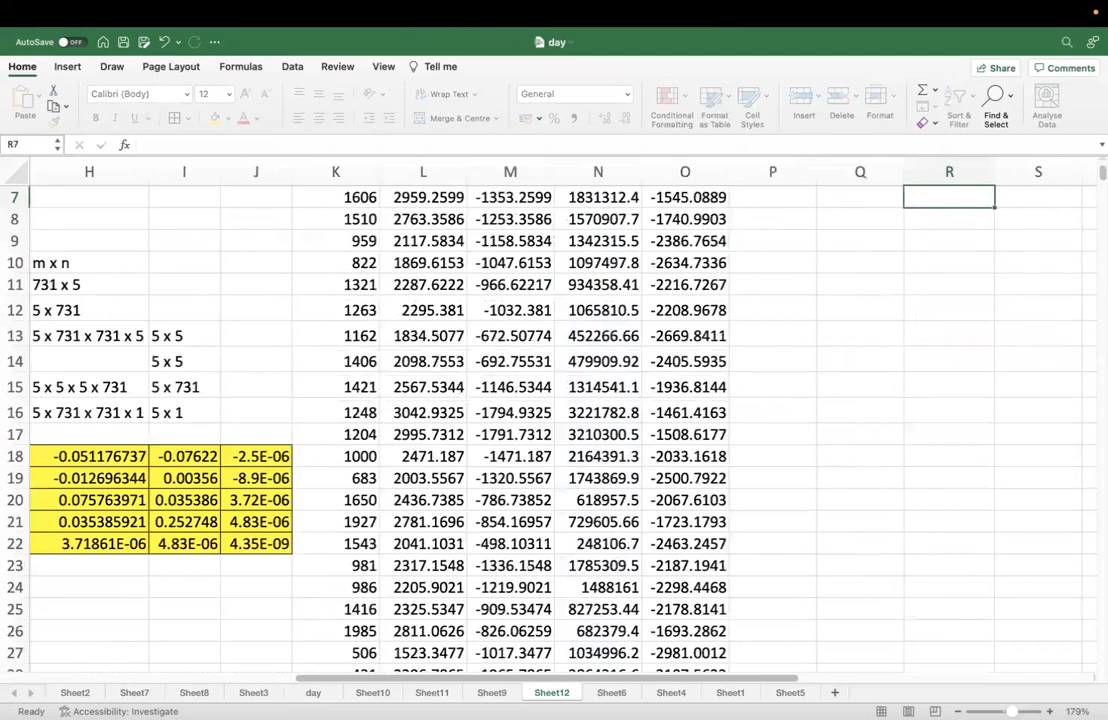 AutoSave OFF day
Home Insert Draw Page Layout Formulas Data Review View Tell me Share Comments
Paste Calibri (Body) 12 A A Wrap Text General Conditional Formatting Format as Table Cell Styles Insert Delete Format Sort & Filter Find & Select Analyse Data
B I U A Merge & Centre %
R7 fx
H I J K L M N O P Q R S
7 1606 2959.2599 -1353.2599 1831312.4 -1545.0889
8 1510 2763.3586 -1253.3586 1570907.7 -1740.9903
9 959 2117.5834 -1158.5834 1342315.5 -2386.7654
10 m x n 822 1869.6153 -1047.6153 1097497.8 -2634.7336
11 731 x 5 1321 2287.6222 -966.62217 934358.41 -2216.7267
12 5 x 731 1263 2295.381 -1032.381 1065810.5 -2208.9678
13 5 x 731 x 731 x 5 5 x 5 1162 1834.5077 -672.50774 452266.66 -2669.8411
14 5 x 5 1406 2098.7553 -692.75531 479909.92 -2405.5935
15 5 x 5 x 5 x 731 5 x 731 1421 2567.5344 -1146.5344 1314541.1 -1936.8144
16 5 x 731 x 731 x 1 5 x 1 1248 3042.9325 -1794.9325 3221782.8 -1461.4163
17 1204 2995.7312 -1791.7312 3210300.5 -1508.6177
18 -0.051176737 -0.07622 -2.5E-06 1000 2471.187 -1471.187 2164391.3 -2033.1618
19 -0.012696344 0.00356 -8.9E-06 683 2003.5567 -1320.5567 1743869.9 -2500.7922
20 0.075763971 0.035386 3.72E-06 1650 2436.7385 -786.73852 618957.5 -2067.6103
21 0.035385921 0.252748 4.83E-06 1927 2781.1696 -854.16957 729605.66 -1723.1793
22 3.71861E-06 4.83E-06 4.35E-09 1543 2041.1031 -498.10311 248106.7 -2463.2457
23 981 2317.1548 -1336.1548 1785309.5 -2187.1941
24 986 2205.9021 -1219.9021 1488161 -2298.4468
25 1416 2325.5347 -909.53474 827253.44 -2178.8141
26 1985 2811.0626 -826.06259 682379.4 -1693.2862
27 506 1523.3477 -1017.3477 1034996.2 -2981.0012
Sheet2 Sheet7 Sheet8 Sheet3 day Sheet10 Sheet11 Sheet9 Sheet12 Sheet6 Sheet4 Sheet1 Sheet5 +
Ready Accessibility: Investigate 179%